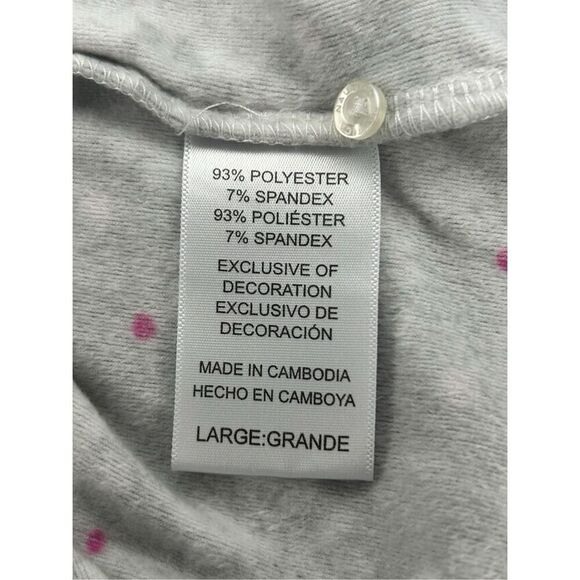 93% POLYESTER
7% SPANDEX
93% POLIÉSTER
7% SPANDEX
EXCLUSIVE OF
DECORATION
EXCLUSIVO DE
DECORACIÓN
MADE IN CAMBODIA
HECHO EN CAMBOYA
LARGE:GRANDE